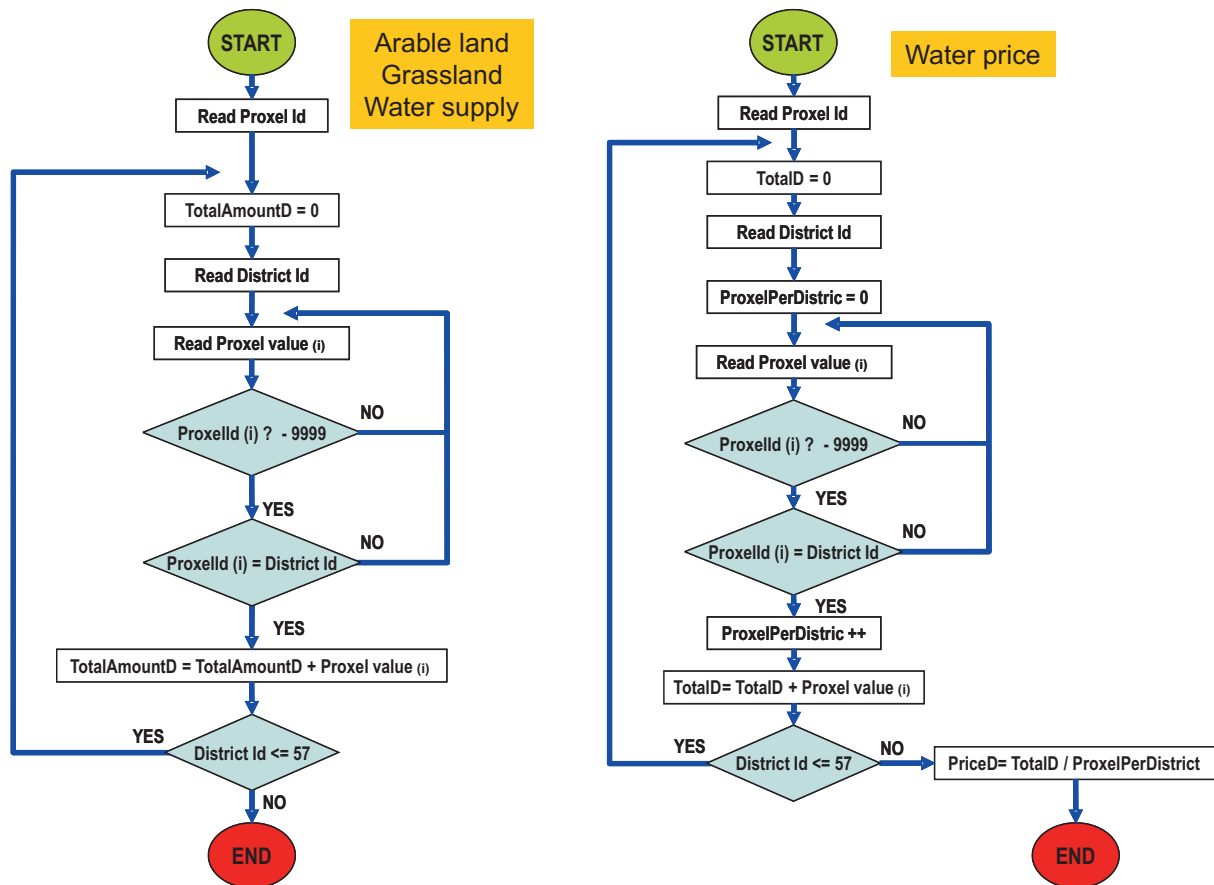 START
Arable land
Grassland
Water supply
Read Proxel Id
TotalAmountD = 0
Read District Id
Read Proxel value (i)
ProxelId (i) ? - 9999
NO
YES
ProxelId (i) = District Id
NO
YES
TotalAmountD = TotalAmountD + Proxel value (i)
YES
District Id <= 57
NO
END
START
Water price
Read Proxel Id
TotalD = 0
Read District Id
ProxelPerDistric = 0
Read Proxel value (i)
NO
ProxelId (i) ? - 9999
YES
NO
ProxelId (i) = District Id
YES
ProxelPerDistric ++
TotalD= TotalD + Proxel value (i)
YES
District Id <= 57
NO
PriceD= TotalD / ProxelPerDistrict
END